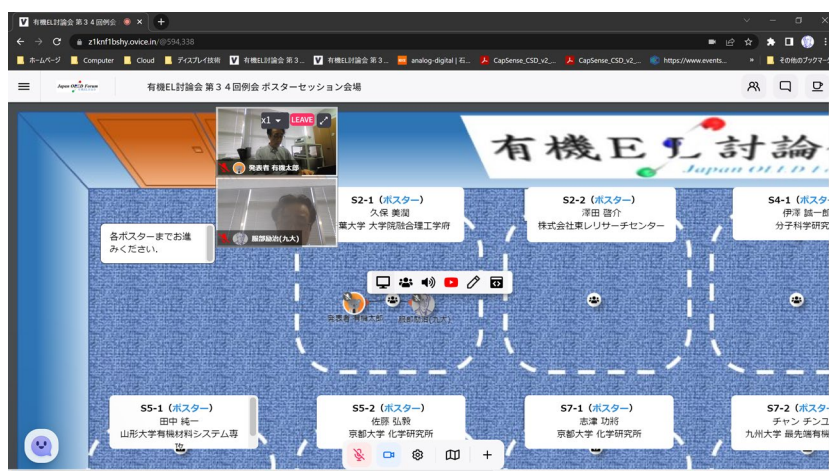 有機EL討論会 第34回例会
z1knf1bshy.ovice.in/@594,338
ホームページ
Computer
Cloud
ディスプレイ技術
有機EL討論会 第3...
有機EL討論会 第3...
analog-digital | 石...
CapSense_CSD_v2_...
CapSense_CSD_v2_...
https://www.events...
»
その他のブックマーク
Japan OLED Forum
有機EL討論会 第34回例会 ポスターセッション会場
x1
LEAVE
発表者 有機太郎
服部励治(九大)
有機EL討論
Japan OLED
各ポスターまでお進
みください.
S2-1（ポスター）
久保 美潤
葉大学 大学院融合理工学府
S2-2（ポスター）
澤田 啓介
株式会社東レリサーチセンター
S4-1（ポスタ
伊澤 誠一郎
分子科学研究
発表者 有機太郎
服部励治(九大)
S5-1（ポスター）
田中 純一
山形大学有機材料システム専
S5-2（ポスター）
佐藤 弘毅
京都大学 化学研究所
S7-1（ポスター）
志津 功將
京都大学 化学研究所
S7-2（ポスタ
チャン チンユ
九州大学 最先端有機